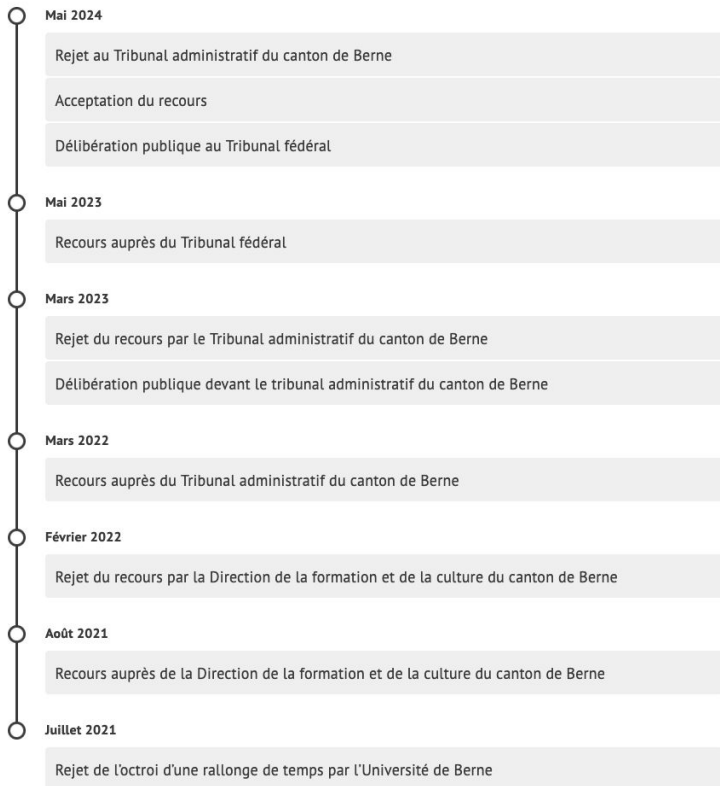 Mai 2024
Rejet au Tribunal administratif du canton de Berne
Acceptation du recours
Délibération publique au Tribunal fédéral
Mai 2023
Recours auprès du Tribunal fédéral
Mars 2023
Rejet du recours par le Tribunal administratif du canton de Berne
Délibération publique devant le tribunal administratif du canton de Berne
Mars 2022
Recours auprès du Tribunal administratif du canton de Berne
Février 2022
Rejet du recours par la Direction de la formation et de la culture du canton de Berne
Août 2021
Recours auprès de la Direction de la formation et de la culture du canton de Berne
Juillet 2021
Rejet de l'octroi d'une rallonge de temps par l'Université de Berne